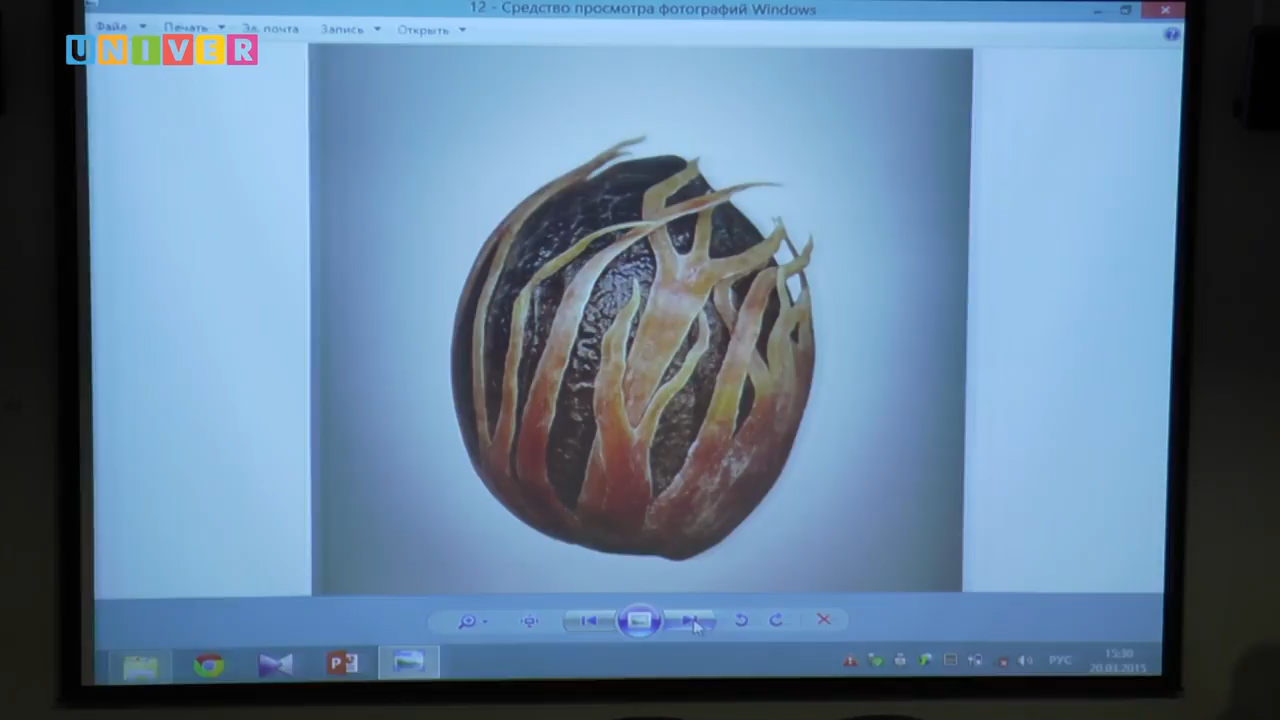 12 - Средство просмотра фотографий Windows
Файл Печать Эл. почта Запись Открыть
UNIVER
РУС
15:30
20.03.2015